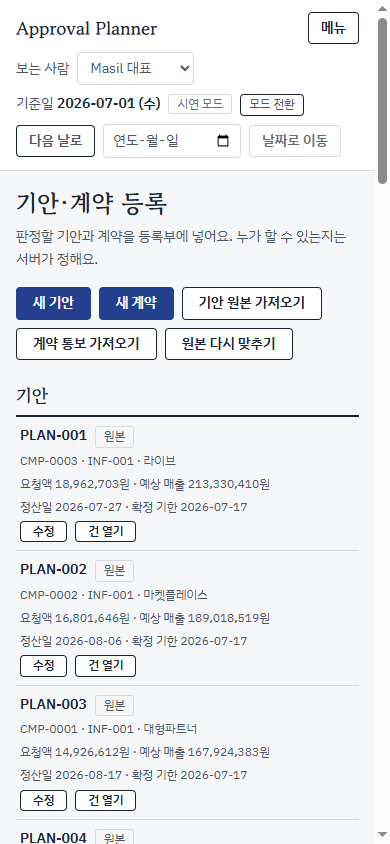 Approval Planner
메뉴
보는 사람 Masil 대표
기준일 2026-07-01 (수) 시연 모드 모드 전환
다음 날로 연도-월-일 날짜로 이동
기안·계약 등록
판정할 기안과 계약을 등록부에 넣어요. 누가 할 수 있는지는
서버가 정해요.
새 기안 새 계약 기안 원본 가져오기
계약 통보 가져오기 원본 다시 맞추기
기안
PLAN-001 원본
CMP-0003 · INF-001 · 라이브
요청액 18,962,703원 · 예상 매출 213,330,410원
정산일 2026-07-27 · 확정 기한 2026-07-17
수정 건 열기
PLAN-002 원본
CMP-0002 · INF-001 · 마켓플레이스
요청액 16,801,646원 · 예상 매출 189,018,519원
정산일 2026-08-06 · 확정 기한 2026-07-17
수정 건 열기
PLAN-003 원본
CMP-0001 · INF-001 · 대형파트너
요청액 14,926,612원 · 예상 매출 167,924,383원
정산일 2026-08-17 · 확정 기한 2026-07-17
수정 건 열기
PLAN-004 원본